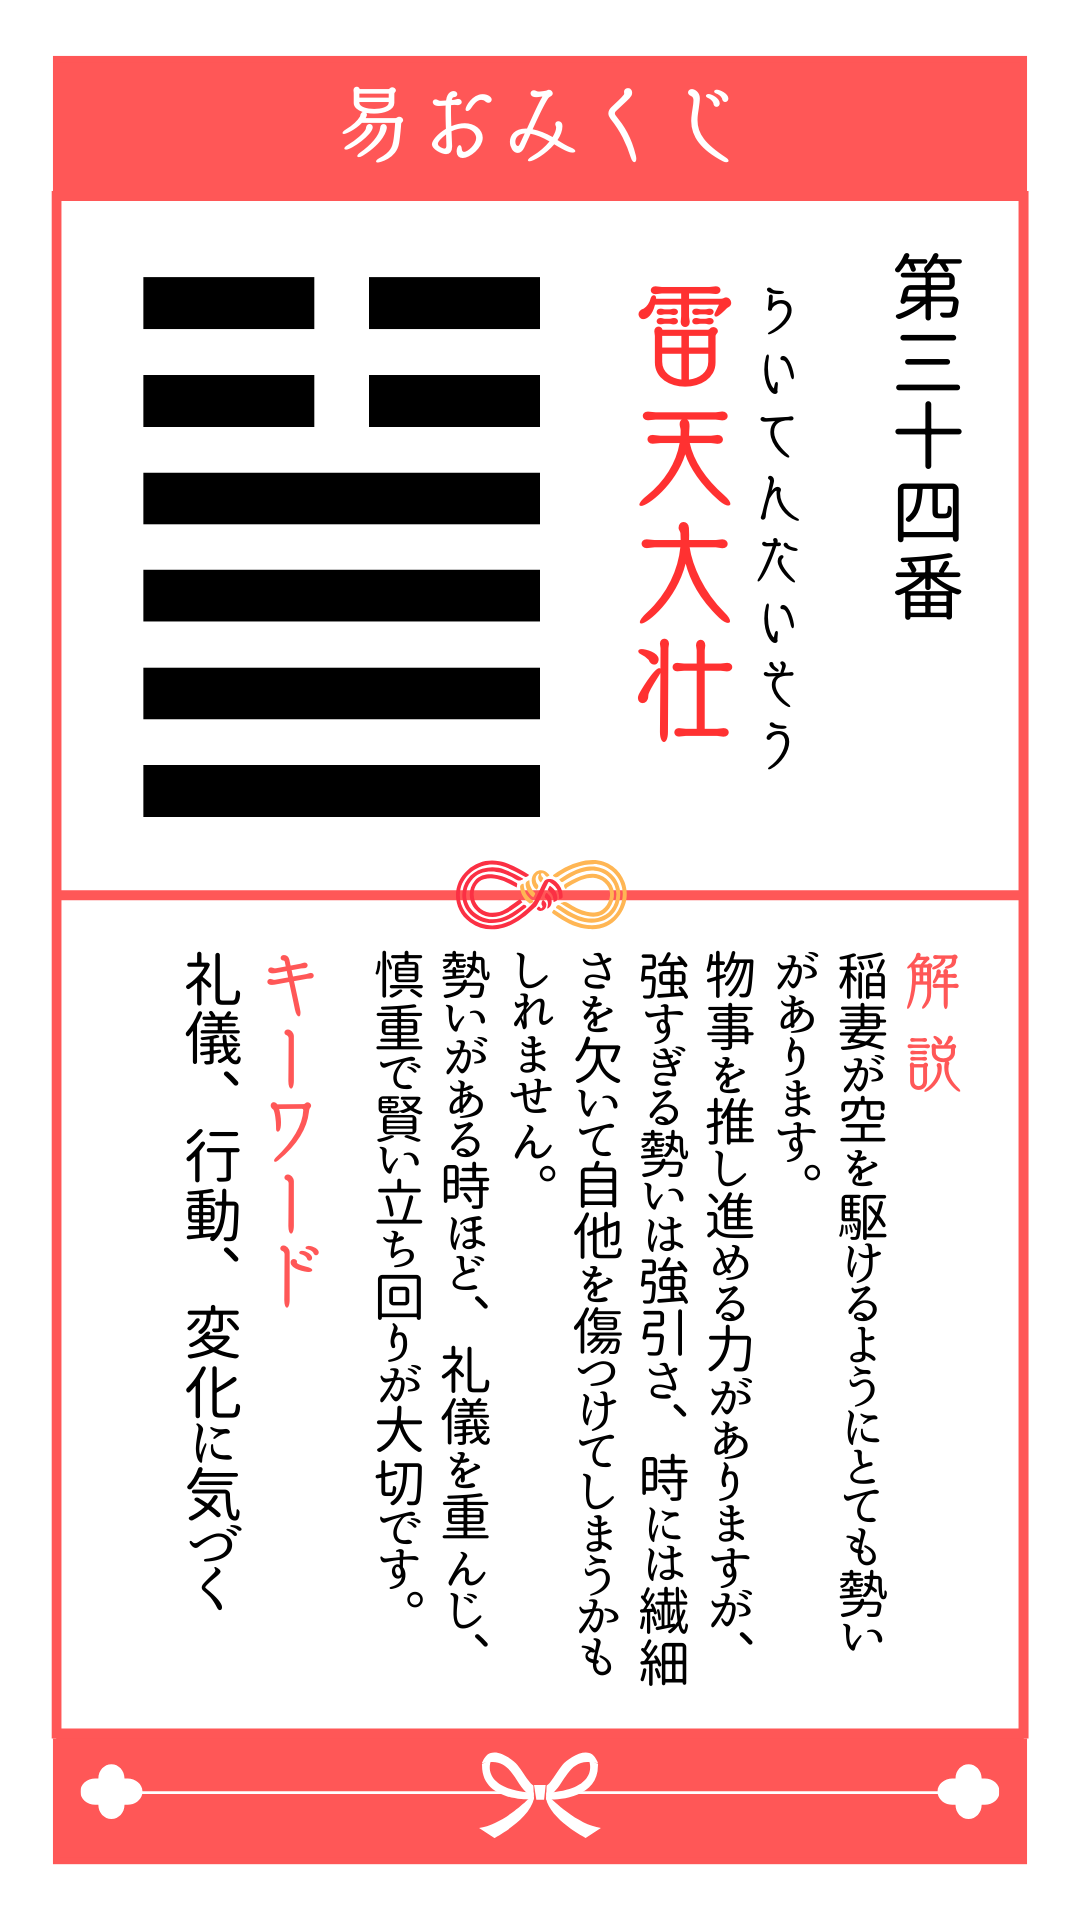 易おみくじ
第三十四番
らいてんたいそう
雷天大壮
解説
稲妻が空を駆けるようにとても勢い
があります。
物事を推し進める力がありますが、
強すぎる勢いは強引さ、時には繊細
さを欠いて自他を傷つけてしまうかも
しれません。
勢いがある時ほど、礼儀を重んじ、
慎重で賢い立ち回りが大切です。
キーワード
礼儀、行動、変化に気づく